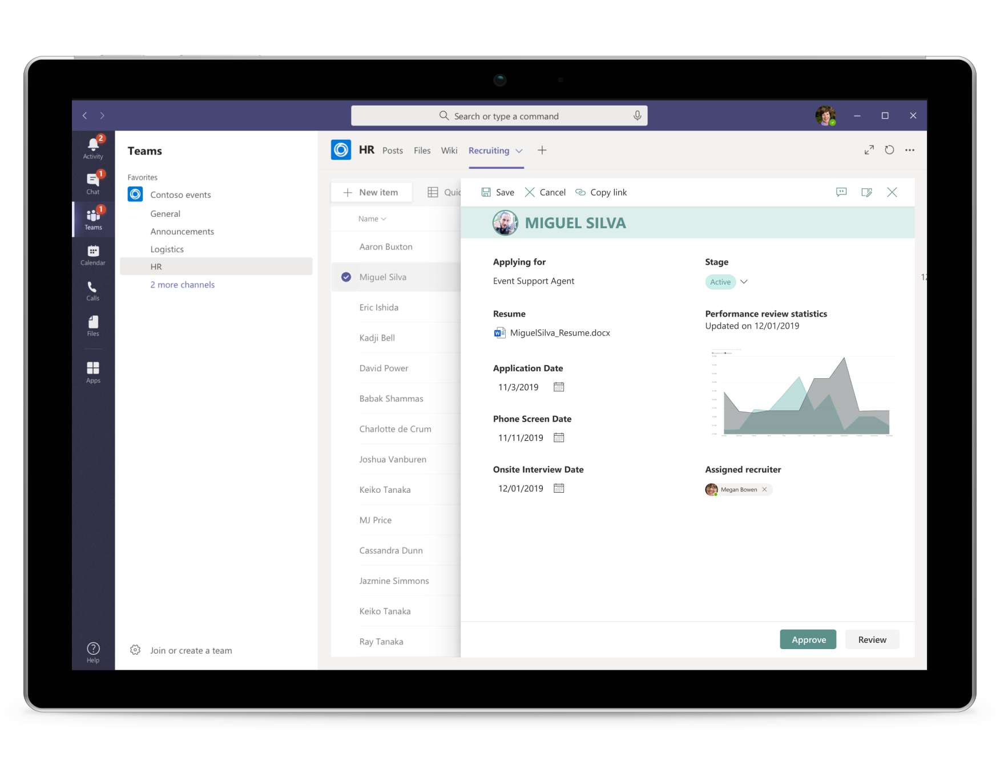 Search or type a command
2
Activity
1
Chat
1
Teams
Calendar
Calls
Files
Apps
Help
Teams
Favorites
Contoso events
General
Announcements
Logistics
HR
2 more channels
Join or create a team
HR Posts Files Wiki Recruiting
New item
Quic
Name
Aaron Buxton
Miguel Silva
Eric Ishida
Kadji Bell
David Power
Babak Shammas
Charlotte de Crum
Joshua Vanburen
Keiko Tanaka
MJ Price
Cassandra Dunn
Jazmine Simmons
Keiko Tanaka
Ray Tanaka
Save Cancel Copy link
MIGUEL SILVA
Applying for
Event Support Agent
Resume
MiguelSilva_Resume.docx
Application Date
11/3/2019
Phone Screen Date
11/11/2019
Onsite Interview Date
12/01/2019
Stage
Active
Performance review statistics
Updated on 12/01/2019
Assigned recruiter
Megan Bowen
Approve Review